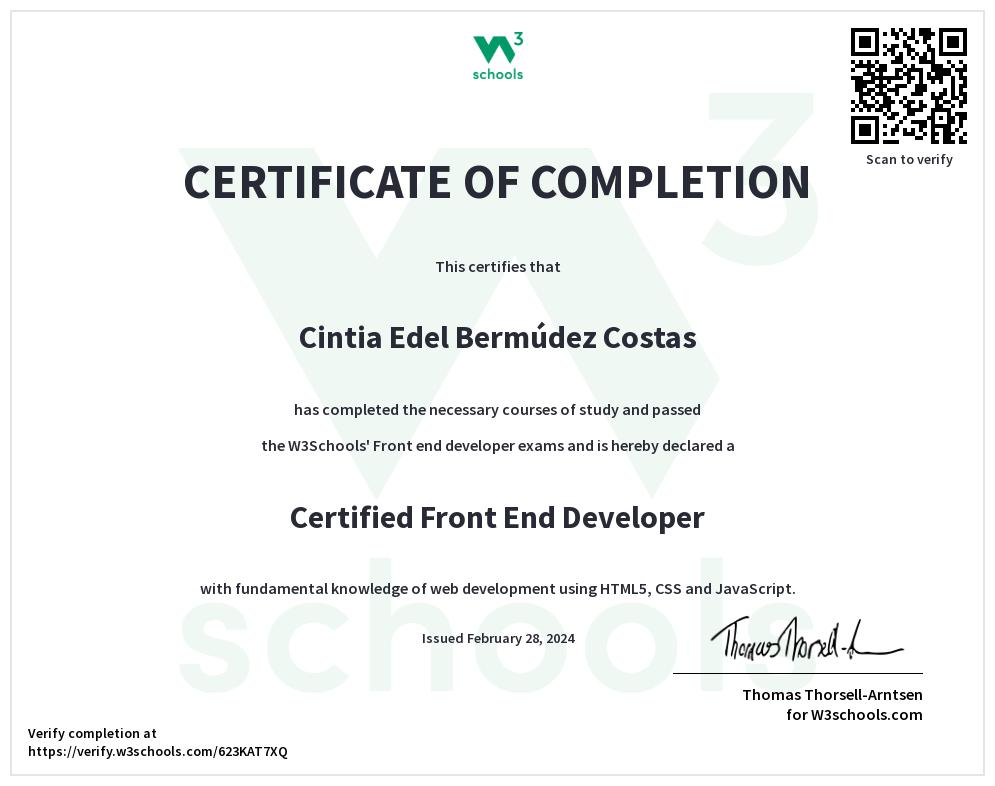 W3
schools
Scan to verify
CERTIFICATE OF COMPLETION
This certifies that
Cintia Edel Bermúdez Costas
has completed the necessary courses of study and passed
the W3Schools' Front end developer exams and is hereby declared a
Certified Front End Developer
with fundamental knowledge of web development using HTML5, CSS and JavaScript.
Issued February 28, 2024
Thomas Thorsell-A
Thomas Thorsell-Arntsen
for W3schools.com
Verify completion at
https://verify.w3schools.com/623KAT7XQ
W3
schools